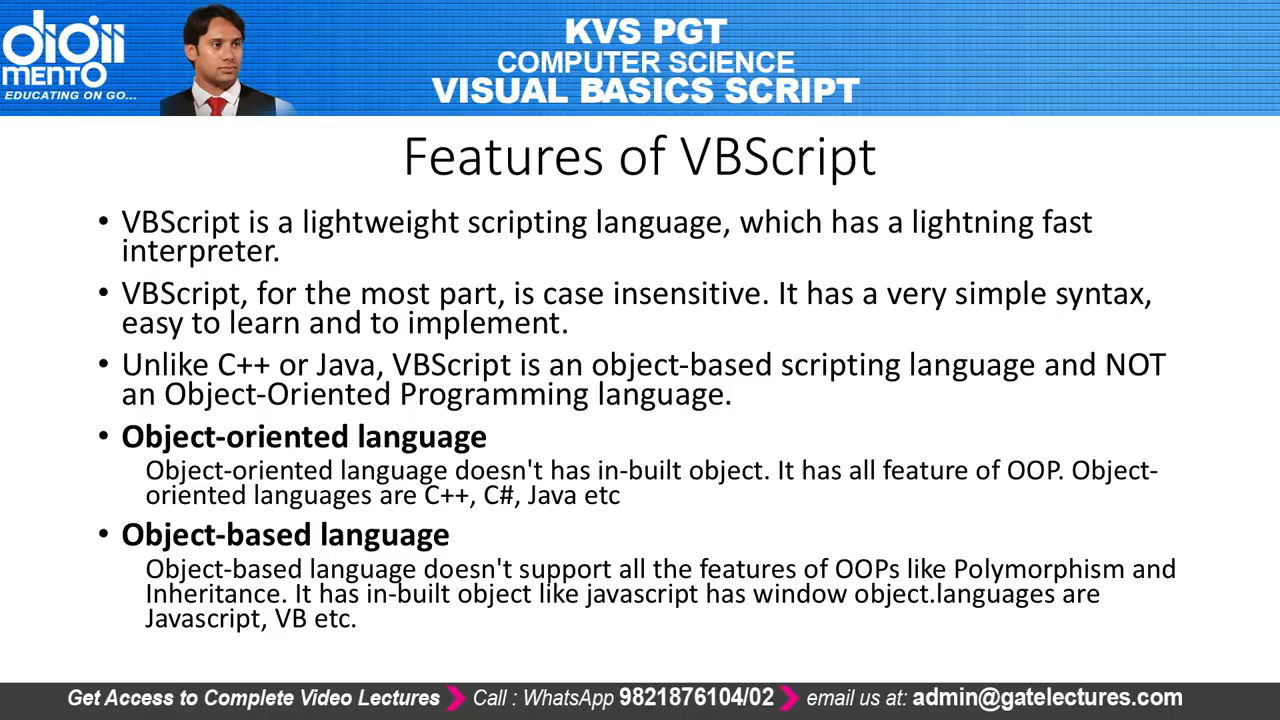 digii
MENTO
EDUCATING ON GO...
KVS PGT
COMPUTER SCIENCE
VISUAL BASICS SCRIPT
Features of VBScript
• VBScript is a lightweight scripting language, which has a lightning fast
interpreter.
• VBScript, for the most part, is case insensitive. It has a very simple syntax,
easy to learn and to implement.
• Unlike C++ or Java, VBScript is an object-based scripting language and NOT
an Object-Oriented Programming language.
• Object-oriented language
Object-oriented language doesn't has in-built object. It has all feature of OOP. Object-
oriented languages are C++, C#, Java etc
• Object-based language
Object-based language doesn't support all the features of OOPs like Polymorphism and
Inheritance. It has in-built object like javascript has window object.languages are
Javascript, VB etc.
Get Access to Complete Video Lectures Call : WhatsApp 9821876104/02 email us at: admin@gatelectures.com